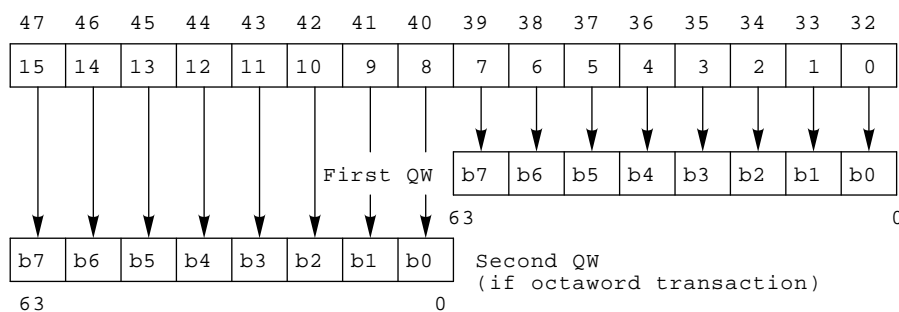 47 46 45 44 43 42 41 40 39 38 37 36 35 34 33 32
15 14 13 12 11 10 9 8 7 6 5 4 3 2 1 0
First QW b7 b6 b5 b4 b3 b2 b1 b0
63 0
b7 b6 b5 b4 b3 b2 b1 b0 Second QW
(if octaword transaction)
63 0